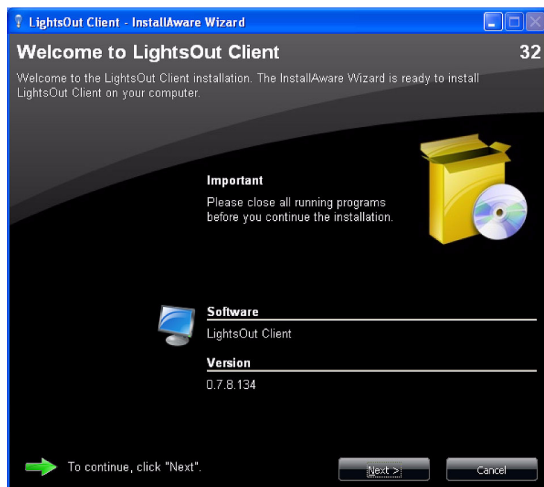 LightsOut Client - InstallAware Wizard
Welcome to LightsOut Client
32
Welcome to the LightsOut Client installation. The InstallAware Wizard is ready to install
LightsOut Client on your computer.
Important
Please close all running programs
before you continue the installation.
Software
LightsOut Client
Version
0.7.8.134
To continue, click "Next".
Next >
Cancel